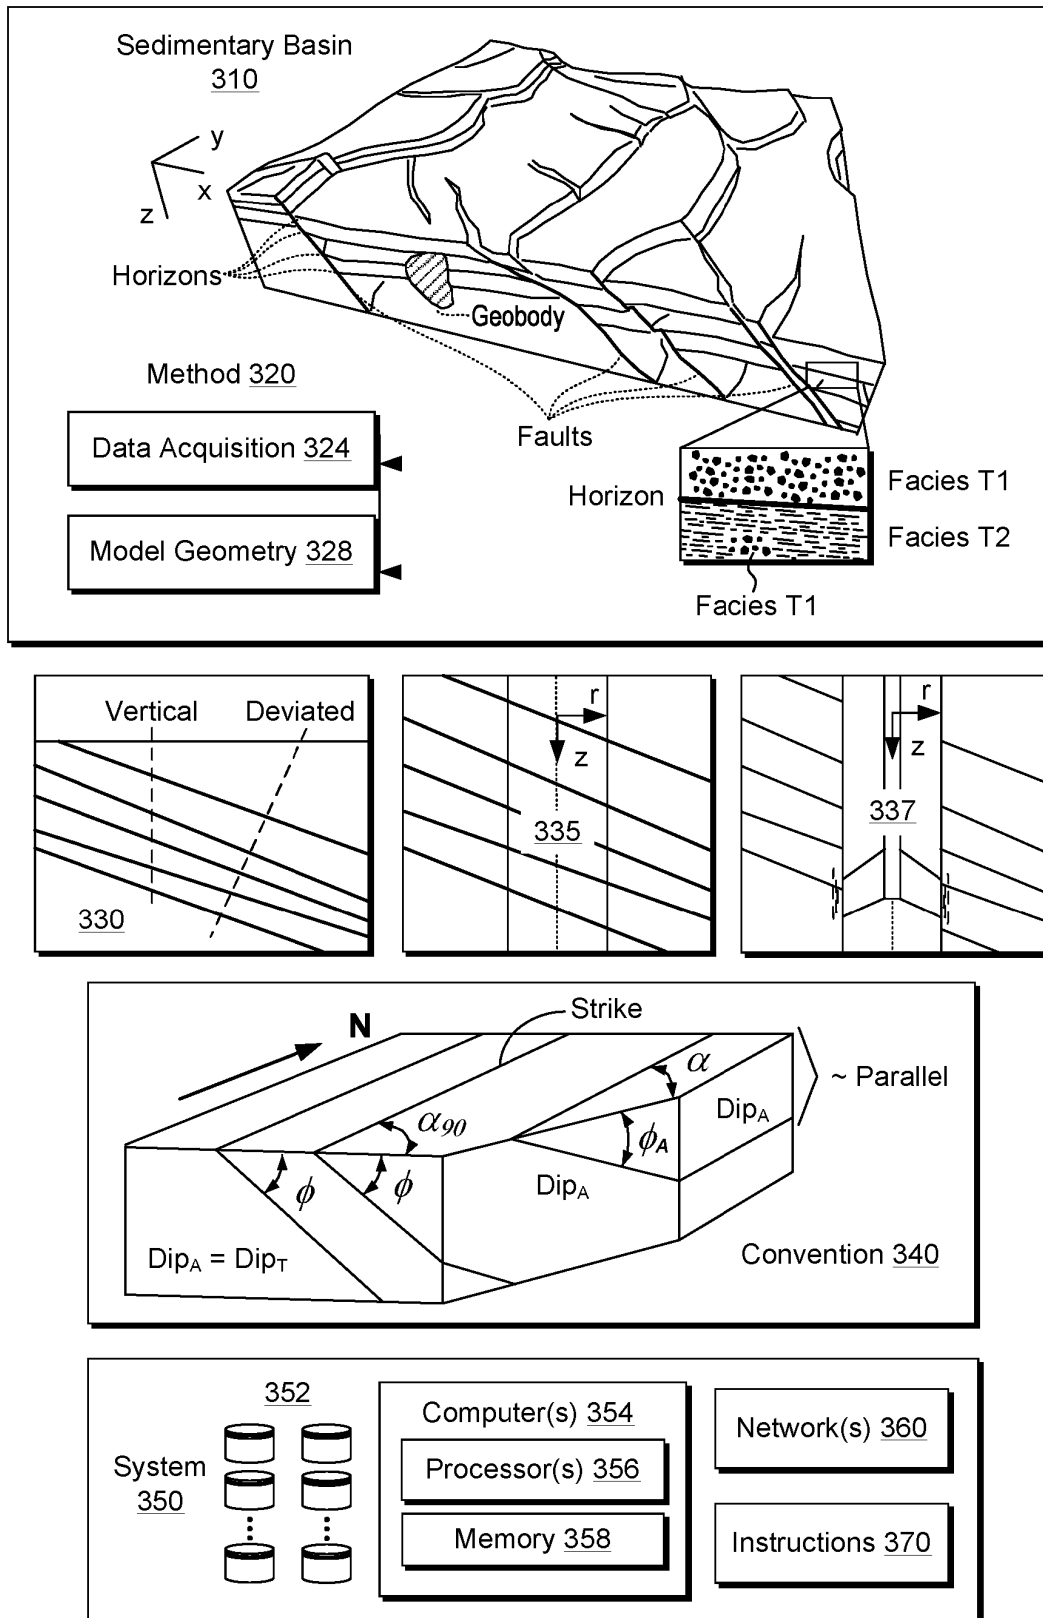 Sedimentary Basin
310
y
x
z
Horizons
Geobody
Method 320
Faults
Data Acquisition 324
Model Geometry 328
Horizon
Facies T1
Facies T2
Facies T1
Vertical
Deviated
330
r
z
335
r
z
337
Strike
N
α
α90
ϕ
ϕ
ϕA
DipA
DipA
~ Parallel
DipA = DipT
Convention 340
352
System
350
Computer(s) 354
Processor(s) 356
Memory 358
Network(s) 360
Instructions 370